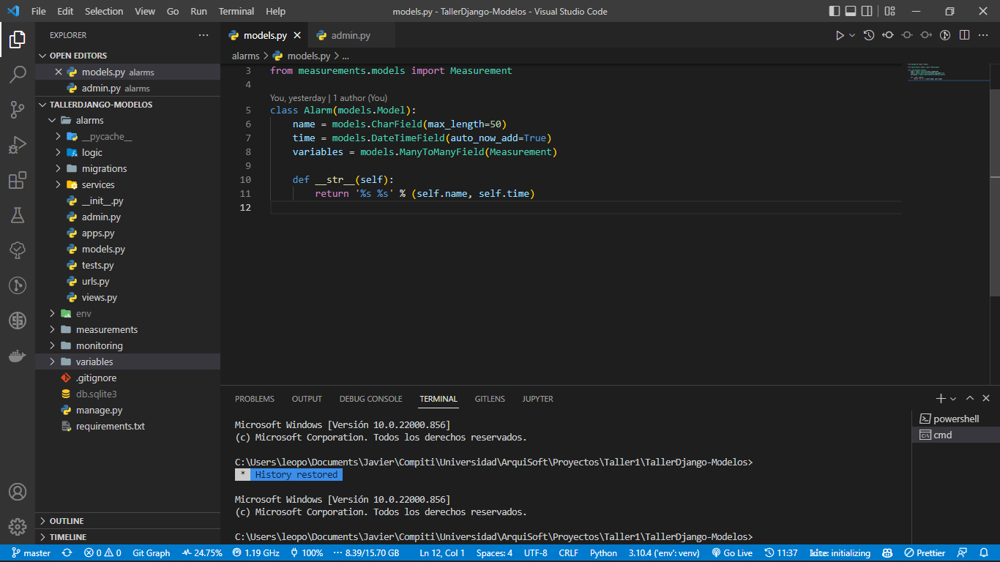 File Edit Selection View Go Run Terminal Help models.py - TallerDjango-Modelos - Visual Studio Code
EXPLORER
OPEN EDITORS
models.py alarms
admin.py alarms
TALLERDJANGO-MODELOS
alarms
__pycache__
logic
migrations
services
__init__.py
admin.py
apps.py
models.py
tests.py
urls.py
views.py
env
measurements
monitoring
variables
.gitignore
db.sqlite3
manage.py
requirements.txt
OUTLINE
TIMELINE
models.py admin.py
alarms > models.py > ...
3 from measurements.models import Measurement
4
You, yesterday | 1 author (You)
5 class Alarm(models.Model):
6 name = models.CharField(max_length=50)
7 time = models.DateTimeField(auto_now_add=True)
8 variables = models.ManyToManyField(Measurement)
9
10 def __str__(self):
11 return '%s %s' % (self.name, self.time)
12
PROBLEMS OUTPUT DEBUG CONSOLE TERMINAL GITLENS JUPYTER
Microsoft Windows [Versión 10.0.22000.856]
(c) Microsoft Corporation. Todos los derechos reservados.
C:\Users\leopo\Documents\Javier\Compiti\Universidad\ArquiSoft\Proyectos\Taller1\TallerDjango-Modelos>
* History restored
Microsoft Windows [Versión 10.0.22000.856]
(c) Microsoft Corporation. Todos los derechos reservados.
C:\Users\leopo\Documents\Javier\Compiti\Universidad\ArquiSoft\Proyectos\Taller1\TallerDjango-Modelos>
powershell
cmd
master 0 0 Git Graph 24.75% 1.19 GHz 100% 8.39/15.70 GB Ln 12, Col 1 Spaces: 4 UTF-8 CRLF Python 3.10.4 ('env': venv) Go Live 11:37 kite: initializing Prettier